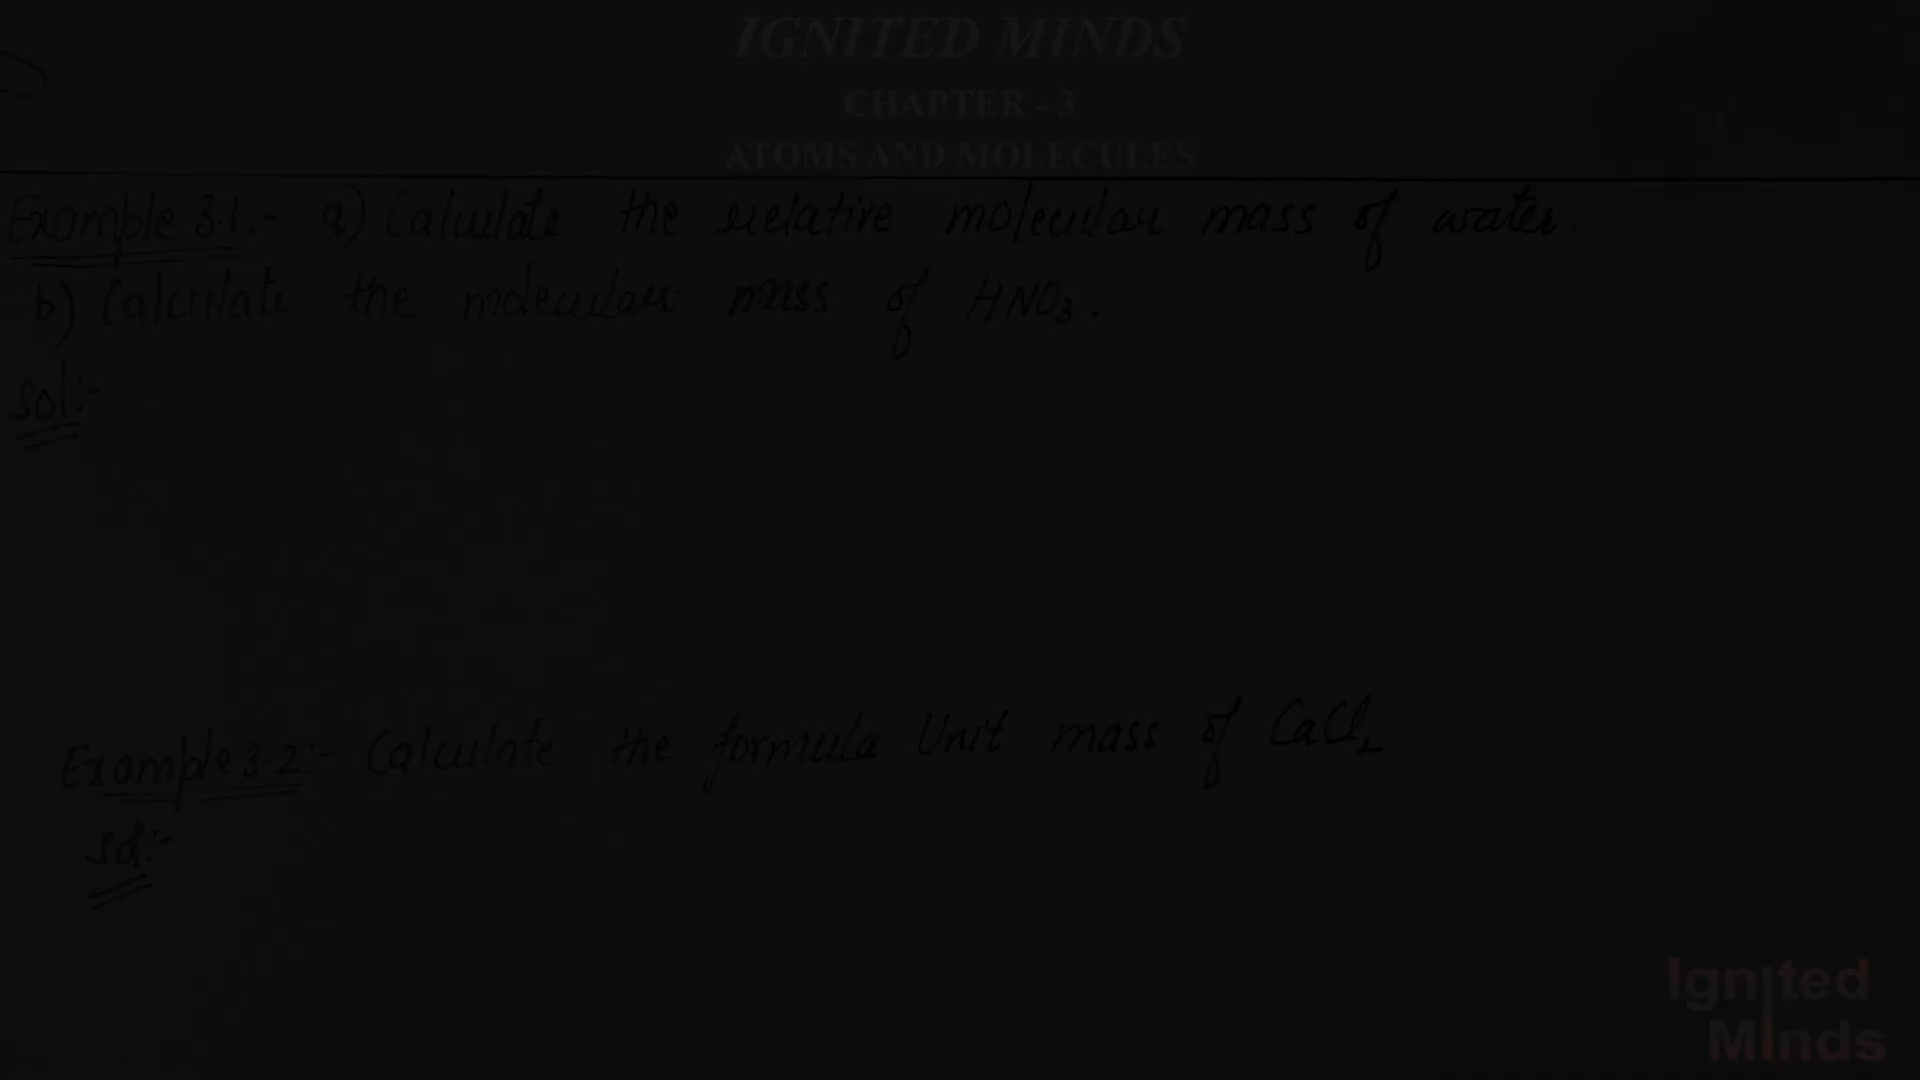 IGNITED MINDS
CHAPTER - 3
ATOMS AND MOLECULES
Example 3.1:- a) Calculate the relative molecular mass of water.
b) Calculate the molecular mass of HNO₃.
Sol:-
Example 3.2:- Calculate the formula Unit mass of CaCl₂
Sol:-
Ignited
Minds